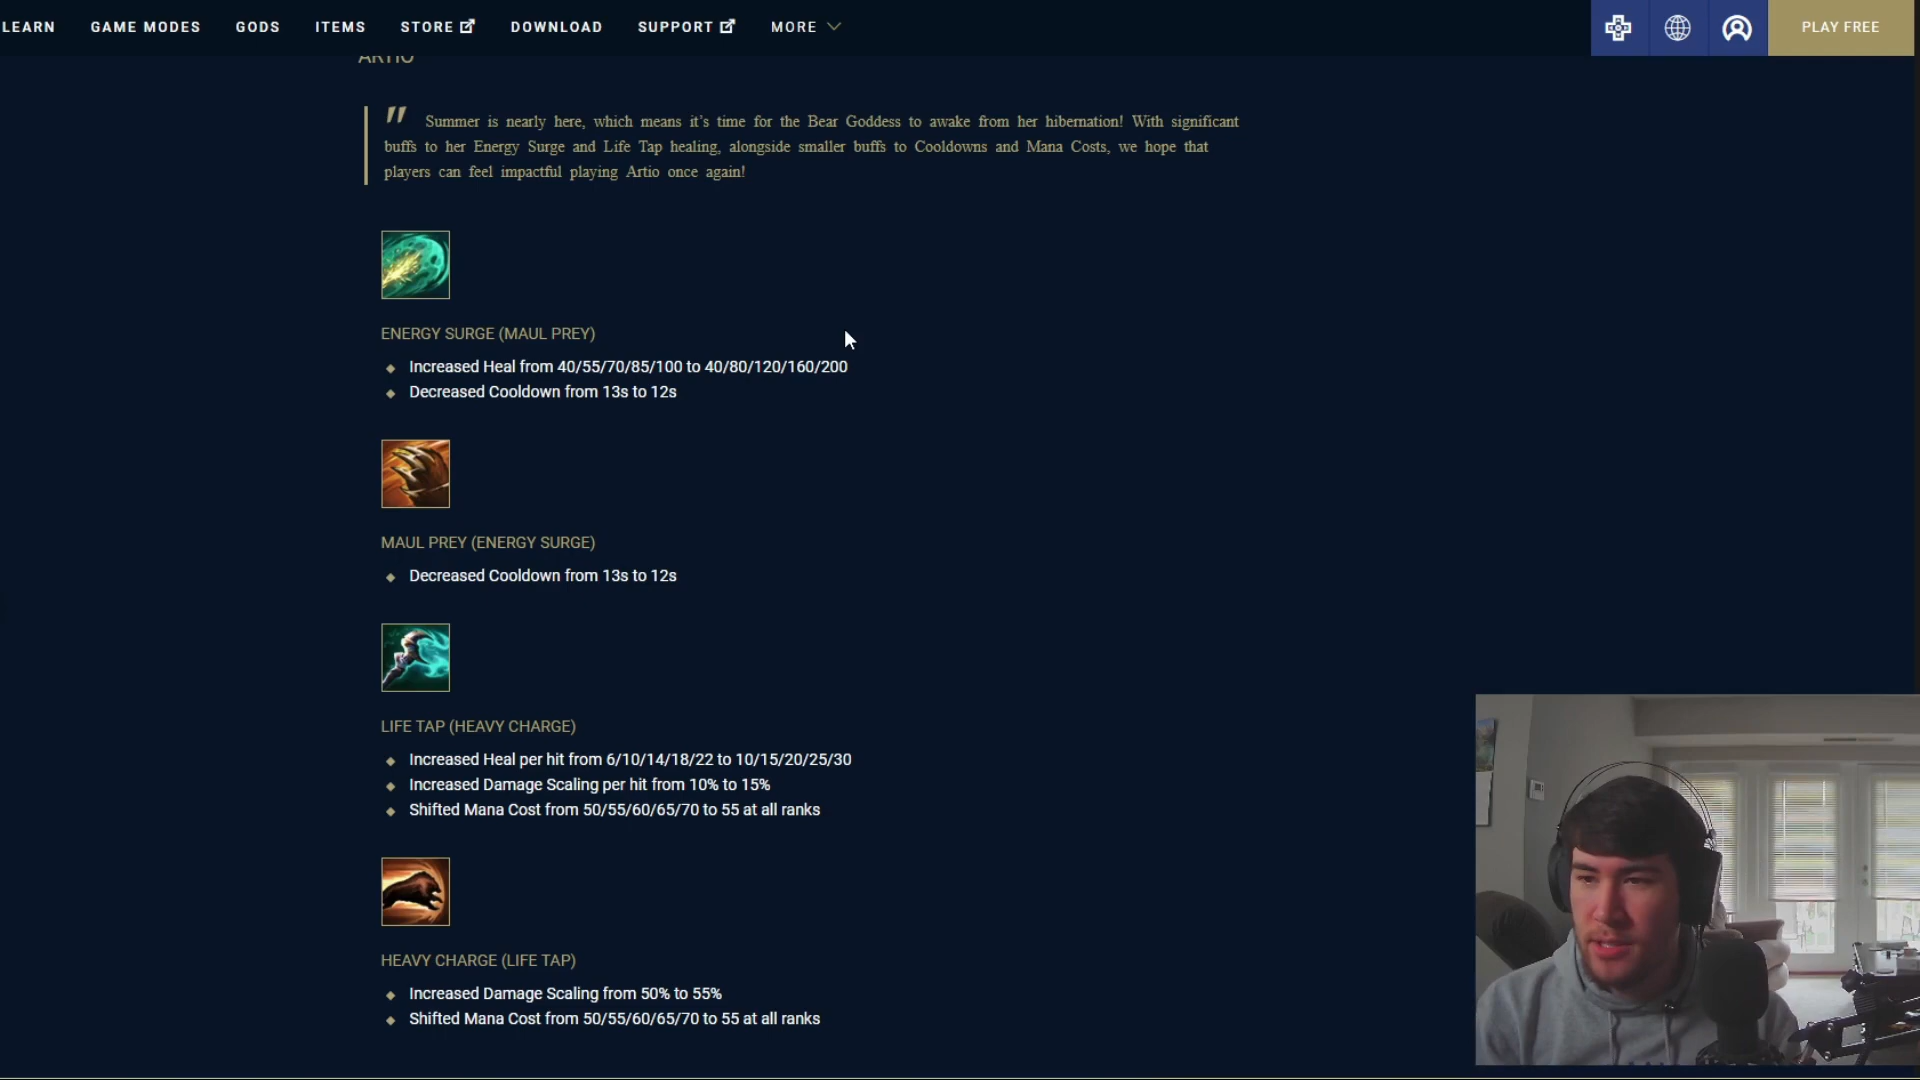 LEARN GAME MODES GODS ITEMS STORE DOWNLOAD SUPPORT MORE PLAY FREE
ARTIO
" Summer is nearly here, which means it's time for the Bear Goddess to awake from her hibernation! With significant
buffs to her Energy Surge and Life Tap healing, alongside smaller buffs to Cooldowns and Mana Costs, we hope that
players can feel impactful playing Artio once again!
ENERGY SURGE (MAUL PREY)
Increased Heal from 40/55/70/85/100 to 40/80/120/160/200
Decreased Cooldown from 13s to 12s
MAUL PREY (ENERGY SURGE)
Decreased Cooldown from 13s to 12s
LIFE TAP (HEAVY CHARGE)
Increased Heal per hit from 6/10/14/18/22 to 10/15/20/25/30
Increased Damage Scaling per hit from 10% to 15%
Shifted Mana Cost from 50/55/60/65/70 to 55 at all ranks
HEAVY CHARGE (LIFE TAP)
Increased Damage Scaling from 50% to 55%
Shifted Mana Cost from 50/55/60/65/70 to 55 at all ranks